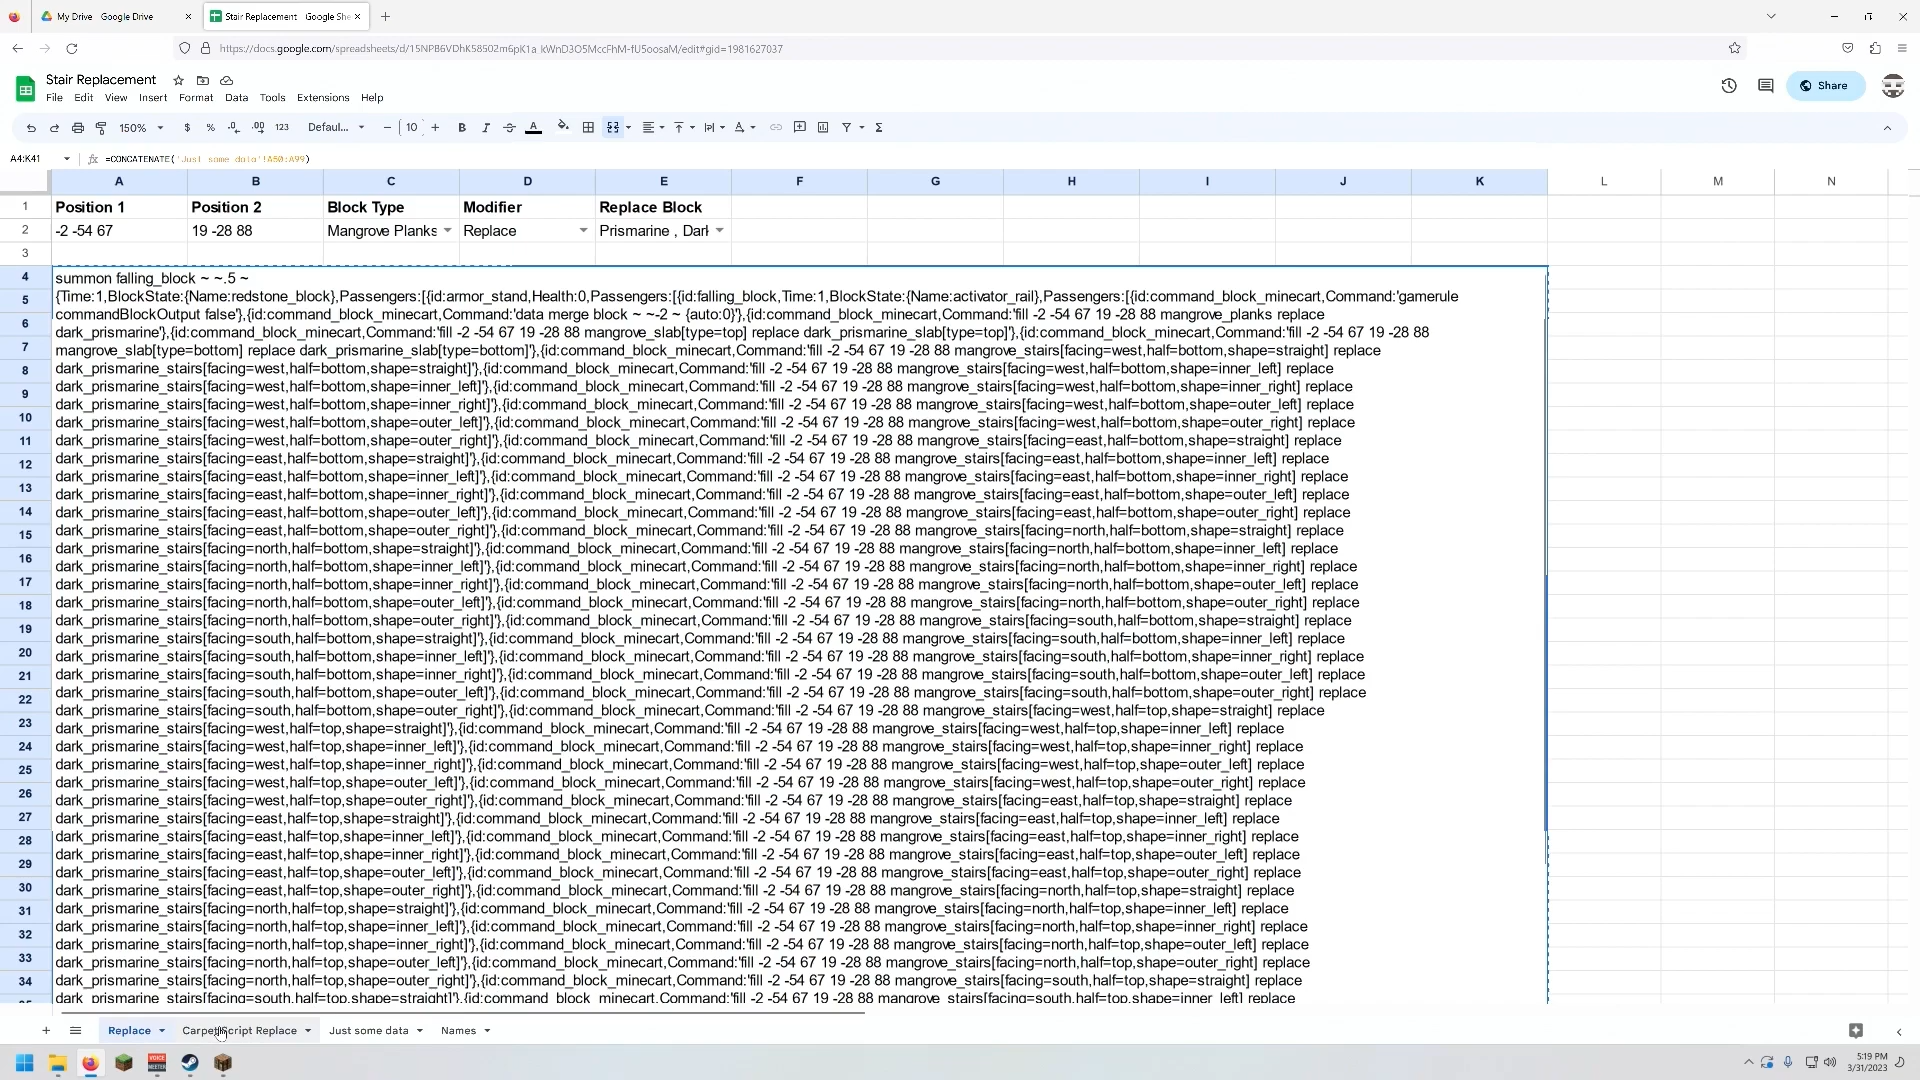 My Drive Google Drive
Stair Replacement Google She
https://docs.google.com/spreadsheets/d/15NPB6VDhK58502m6pK1a_kWnD3O5MccFhM-fU5oosaM/edit#gid=1981627037
Stair Replacement
File Edit View Insert Format Data Tools Extensions Help
Share
150% $ % .0 .00 123 Defaul... 10 B I A
A4:K41 =CONCATENATE('Just some data'!A50:A99)
A B C D E F G H I J K L M N
1 Position 1 Position 2 Block Type Modifier Replace Block
2 -2 -54 67 19 -28 88 Mangrove Planks Replace Prismarine , Dark
3
4 summon falling_block ~ ~.5 ~
5 {Time:1,BlockState:{Name:redstone_block},Passengers:[{id:armor_stand,Health:0,Passengers:[{id:falling_block,Time:1,BlockState:{Name:activator_rail},Passengers:[{id:command_block_minecart,Command:'gamerule
commandBlockOutput false'},{id:command_block_minecart,Command:'data merge block ~ ~-2 ~ {auto:0}'},{id:command_block_minecart,Command:'fill -2 -54 67 19 -28 88 mangrove_planks replace
6 dark_prismarine'},{id:command_block_minecart,Command:'fill -2 -54 67 19 -28 88 mangrove_slab[type=top] replace dark_prismarine_slab[type=top]'},{id:command_block_minecart,Command:'fill -2 -54 67 19 -28 88
7 mangrove_slab[type=bottom] replace dark_prismarine_slab[type=bottom]'},{id:command_block_minecart,Command:'fill -2 -54 67 19 -28 88 mangrove_stairs[facing=west,half=bottom,shape=straight] replace
8 dark_prismarine_stairs[facing=west,half=bottom,shape=straight]'},{id:command_block_minecart,Command:'fill -2 -54 67 19 -28 88 mangrove_stairs[facing=west,half=bottom,shape=inner_left] replace
9 dark_prismarine_stairs[facing=west,half=bottom,shape=inner_left]'},{id:command_block_minecart,Command:'fill -2 -54 67 19 -28 88 mangrove_stairs[facing=west,half=bottom,shape=inner_right] replace
dark_prismarine_stairs[facing=west,half=bottom,shape=inner_right]'},{id:command_block_minecart,Command:'fill -2 -54 67 19 -28 88 mangrove_stairs[facing=west,half=bottom,shape=outer_left] replace
10 dark_prismarine_stairs[facing=west,half=bottom,shape=outer_left]'},{id:command_block_minecart,Command:'fill -2 -54 67 19 -28 88 mangrove_stairs[facing=west,half=bottom,shape=outer_right] replace
11 dark_prismarine_stairs[facing=west,half=bottom,shape=outer_right]'},{id:command_block_minecart,Command:'fill -2 -54 67 19 -28 88 mangrove_stairs[facing=east,half=bottom,shape=straight] replace
12 dark_prismarine_stairs[facing=east,half=bottom,shape=straight]'},{id:command_block_minecart,Command:'fill -2 -54 67 19 -28 88 mangrove_stairs[facing=east,half=bottom,shape=inner_left] replace
dark_prismarine_stairs[facing=east,half=bottom,shape=inner_left]'},{id:command_block_minecart,Command:'fill -2 -54 67 19 -28 88 mangrove_stairs[facing=east,half=bottom,shape=inner_right] replace
13 dark_prismarine_stairs[facing=east,half=bottom,shape=inner_right]'},{id:command_block_minecart,Command:'fill -2 -54 67 19 -28 88 mangrove_stairs[facing=east,half=bottom,shape=outer_left] replace
14 dark_prismarine_stairs[facing=east,half=bottom,shape=outer_left]'},{id:command_block_minecart,Command:'fill -2 -54 67 19 -28 88 mangrove_stairs[facing=east,half=bottom,shape=outer_right] replace
15 dark_prismarine_stairs[facing=east,half=bottom,shape=outer_right]'},{id:command_block_minecart,Command:'fill -2 -54 67 19 -28 88 mangrove_stairs[facing=north,half=bottom,shape=straight] replace
dark_prismarine_stairs[facing=north,half=bottom,shape=straight]'},{id:command_block_minecart,Command:'fill -2 -54 67 19 -28 88 mangrove_stairs[facing=north,half=bottom,shape=inner_left] replace
16 dark_prismarine_stairs[facing=north,half=bottom,shape=inner_left]'},{id:command_block_minecart,Command:'fill -2 -54 67 19 -28 88 mangrove_stairs[facing=north,half=bottom,shape=inner_right] replace
17 dark_prismarine_stairs[facing=north,half=bottom,shape=inner_right]'},{id:command_block_minecart,Command:'fill -2 -54 67 19 -28 88 mangrove_stairs[facing=north,half=bottom,shape=outer_left] replace
18 dark_prismarine_stairs[facing=north,half=bottom,shape=outer_left]'},{id:command_block_minecart,Command:'fill -2 -54 67 19 -28 88 mangrove_stairs[facing=north,half=bottom,shape=outer_right] replace
dark_prismarine_stairs[facing=north,half=bottom,shape=outer_right]'},{id:command_block_minecart,Command:'fill -2 -54 67 19 -28 88 mangrove_stairs[facing=south,half=bottom,shape=straight] replace
19 dark_prismarine_stairs[facing=south,half=bottom,shape=straight]'},{id:command_block_minecart,Command:'fill -2 -54 67 19 -28 88 mangrove_stairs[facing=south,half=bottom,shape=inner_left] replace
20 dark_prismarine_stairs[facing=south,half=bottom,shape=inner_left]'},{id:command_block_minecart,Command:'fill -2 -54 67 19 -28 88 mangrove_stairs[facing=south,half=bottom,shape=inner_right] replace
21 dark_prismarine_stairs[facing=south,half=bottom,shape=inner_right]'},{id:command_block_minecart,Command:'fill -2 -54 67 19 -28 88 mangrove_stairs[facing=south,half=bottom,shape=outer_left] replace
22 dark_prismarine_stairs[facing=south,half=bottom,shape=outer_left]'},{id:command_block_minecart,Command:'fill -2 -54 67 19 -28 88 mangrove_stairs[facing=south,half=bottom,shape=outer_right] replace
dark_prismarine_stairs[facing=south,half=bottom,shape=outer_right]'},{id:command_block_minecart,Command:'fill -2 -54 67 19 -28 88 mangrove_stairs[facing=west,half=top,shape=straight] replace
23 dark_prismarine_stairs[facing=west,half=top,shape=straight]'},{id:command_block_minecart,Command:'fill -2 -54 67 19 -28 88 mangrove_stairs[facing=west,half=top,shape=inner_left] replace
24 dark_prismarine_stairs[facing=west,half=top,shape=inner_left]'},{id:command_block_minecart,Command:'fill -2 -54 67 19 -28 88 mangrove_stairs[facing=west,half=top,shape=inner_right] replace
25 dark_prismarine_stairs[facing=west,half=top,shape=inner_right]'},{id:command_block_minecart,Command:'fill -2 -54 67 19 -28 88 mangrove_stairs[facing=west,half=top,shape=outer_left] replace
dark_prismarine_stairs[facing=west,half=top,shape=outer_left]'},{id:command_block_minecart,Command:'fill -2 -54 67 19 -28 88 mangrove_stairs[facing=west,half=top,shape=outer_right] replace
26 dark_prismarine_stairs[facing=west,half=top,shape=outer_right]'},{id:command_block_minecart,Command:'fill -2 -54 67 19 -28 88 mangrove_stairs[facing=east,half=top,shape=straight] replace
27 dark_prismarine_stairs[facing=east,half=top,shape=straight]'},{id:command_block_minecart,Command:'fill -2 -54 67 19 -28 88 mangrove_stairs[facing=east,half=top,shape=inner_left] replace
28 dark_prismarine_stairs[facing=east,half=top,shape=inner_left]'},{id:command_block_minecart,Command:'fill -2 -54 67 19 -28 88 mangrove_stairs[facing=east,half=top,shape=inner_right] replace
29 dark_prismarine_stairs[facing=east,half=top,shape=inner_right]'},{id:command_block_minecart,Command:'fill -2 -54 67 19 -28 88 mangrove_stairs[facing=east,half=top,shape=outer_left] replace
dark_prismarine_stairs[facing=east,half=top,shape=outer_left]'},{id:command_block_minecart,Command:'fill -2 -54 67 19 -28 88 mangrove_stairs[facing=east,half=top,shape=outer_right] replace
30 dark_prismarine_stairs[facing=east,half=top,shape=outer_right]'},{id:command_block_minecart,Command:'fill -2 -54 67 19 -28 88 mangrove_stairs[facing=north,half=top,shape=straight] replace
31 dark_prismarine_stairs[facing=north,half=top,shape=straight]'},{id:command_block_minecart,Command:'fill -2 -54 67 19 -28 88 mangrove_stairs[facing=north,half=top,shape=inner_left] replace
32 dark_prismarine_stairs[facing=north,half=top,shape=inner_left]'},{id:command_block_minecart,Command:'fill -2 -54 67 19 -28 88 mangrove_stairs[facing=north,half=top,shape=inner_right] replace
dark_prismarine_stairs[facing=north,half=top,shape=inner_right]'},{id:command_block_minecart,Command:'fill -2 -54 67 19 -28 88 mangrove_stairs[facing=north,half=top,shape=outer_left] replace
33 dark_prismarine_stairs[facing=north,half=top,shape=outer_left]'},{id:command_block_minecart,Command:'fill -2 -54 67 19 -28 88 mangrove_stairs[facing=north,half=top,shape=outer_right] replace
34 dark_prismarine_stairs[facing=north,half=top,shape=outer_right]'},{id:command_block_minecart,Command:'fill -2 -54 67 19 -28 88 mangrove_stairs[facing=south,half=top,shape=straight] replace
dark_prismarine_stairs[facing=south,half=top,shape=straight]'},{id:command_block_minecart,Command:'fill -2 -54 67 19 -28 88 mangrove_stairs[facing=south,half=top,shape=inner_left] replace
Replace CarpetScript Replace Just some data Names
VOICE MEETER
5:19 PM
3/31/2023